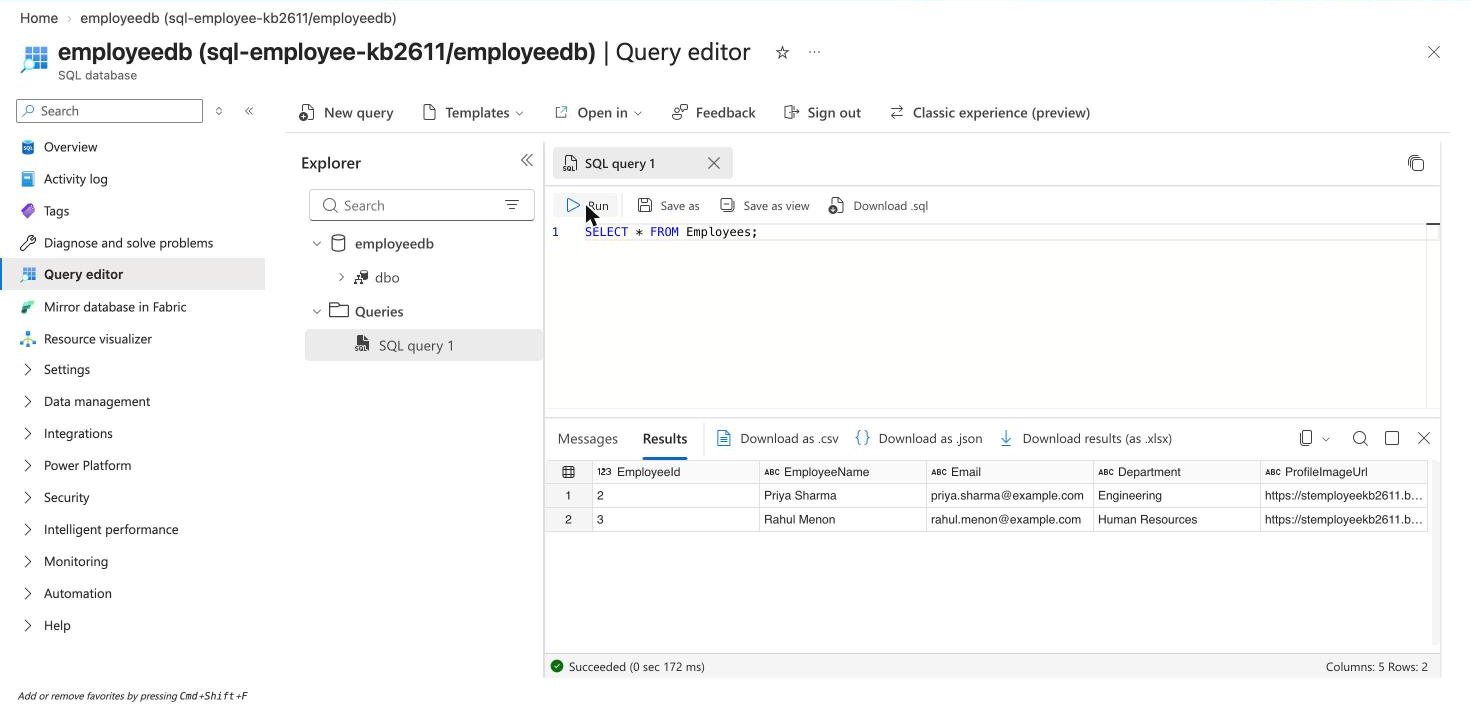 Home › employeedb (sql-employee-kb2611/employeedb)
employeedb (sql-employee-kb2611/employeedb) | Query editor
SQL database
Search
Overview
Activity log
Tags
Diagnose and solve problems
Query editor
Mirror database in Fabric
Resource visualizer
Settings
Data management
Integrations
Power Platform
Security
Intelligent performance
Monitoring
Automation
Help
Add or remove favorites by pressing Cmd+Shift+F
New query Templates Open in Feedback Sign out Classic experience (preview)
Explorer
Search
employeedb
dbo
Queries
SQL query 1
SQL query 1
Run Save as Save as view Download .sql
1 SELECT * FROM Employees;
Messages Results Download as .csv Download as .json Download results (as .xlsx)
123 EmployeeId ABC EmployeeName ABC Email ABC Department ABC ProfileImageUrl
1 2 Priya Sharma priya.sharma@example.com Engineering https://stemployeekb2611.b...
2 3 Rahul Menon rahul.menon@example.com Human Resources https://stemployeekb2611.b...
Succeeded (0 sec 172 ms) Columns: 5 Rows: 2